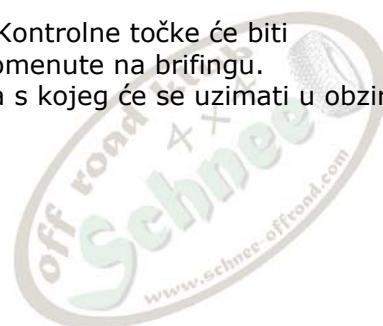 Kontrolne točke će biti
omenute na brifingu.
a s kojeg će se uzimati u obzir
off road klub
4x4
Schnee
www.schnee-offroad.com